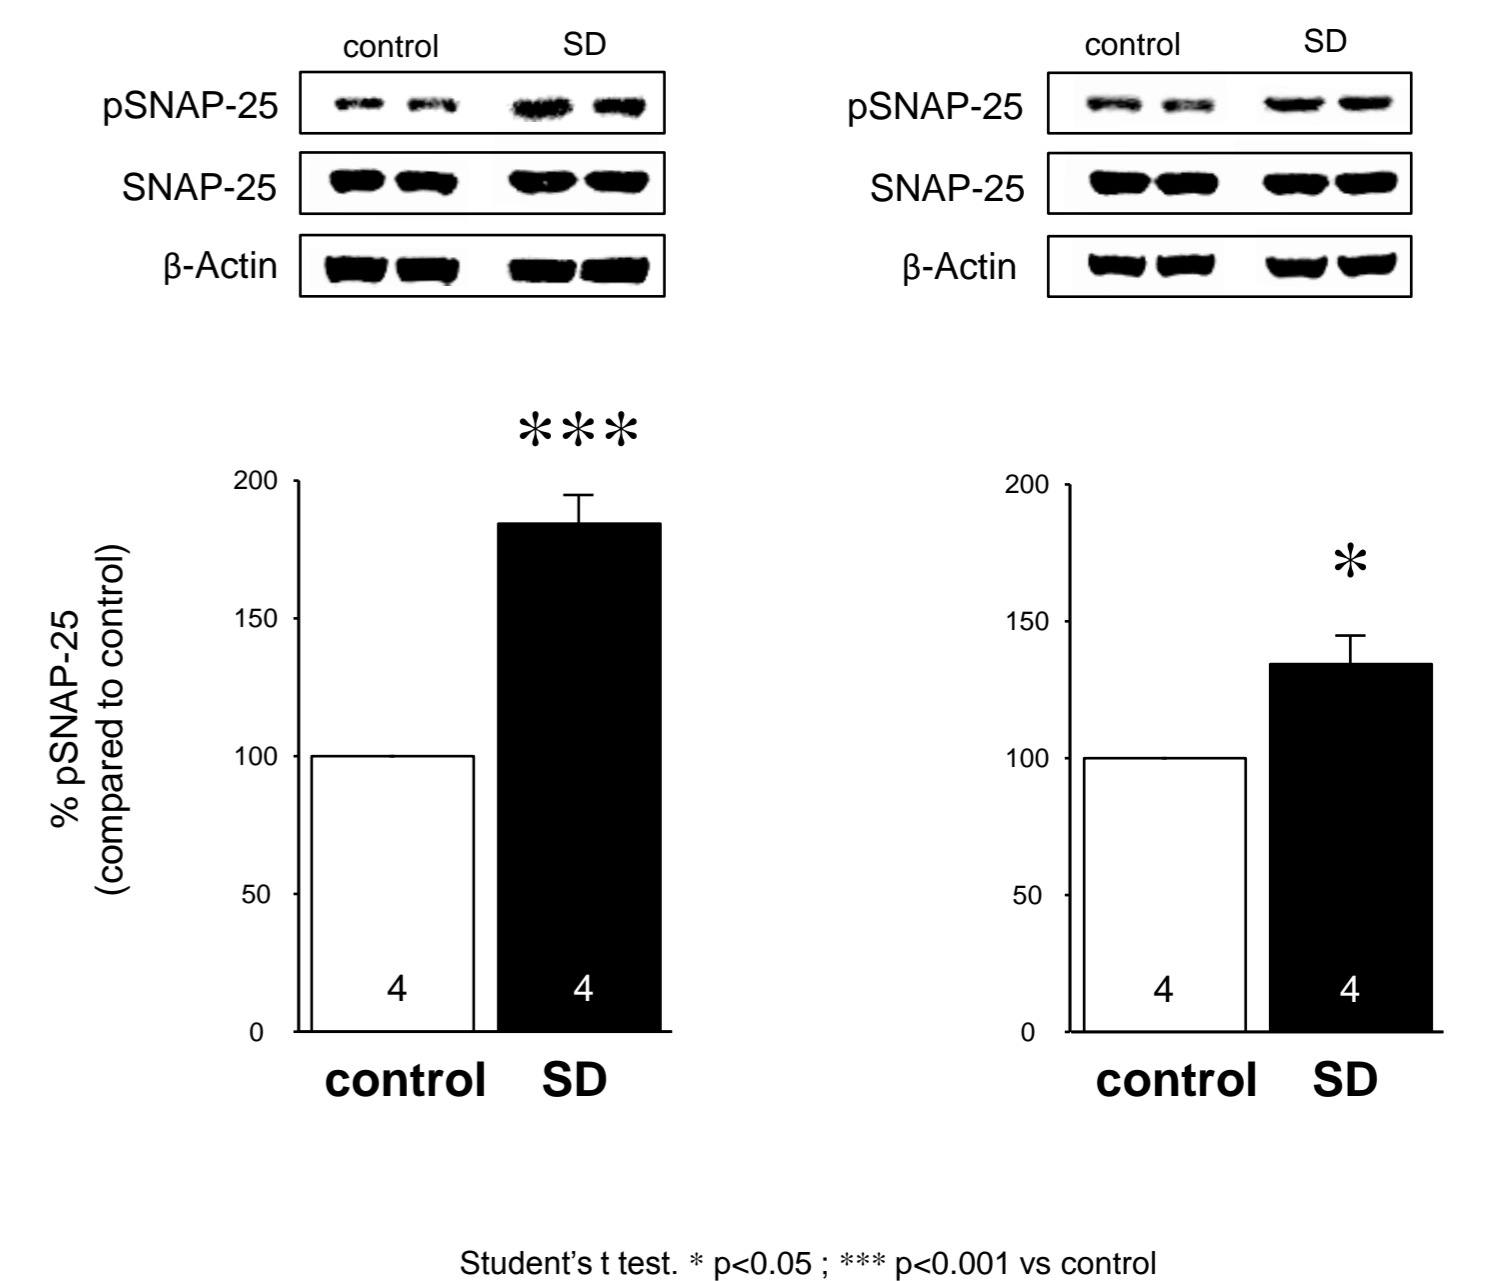 control SD
pSNAP-25
SNAP-25
β-Actin
control SD
pSNAP-25
SNAP-25
β-Actin
% pSNAP-25
(compared to control)
***
200
150
100
50
0
4 4
control SD
*
200
150
100
50
0
4 4
control SD
Student’s t test. * p<0.05 ; *** p<0.001 vs control